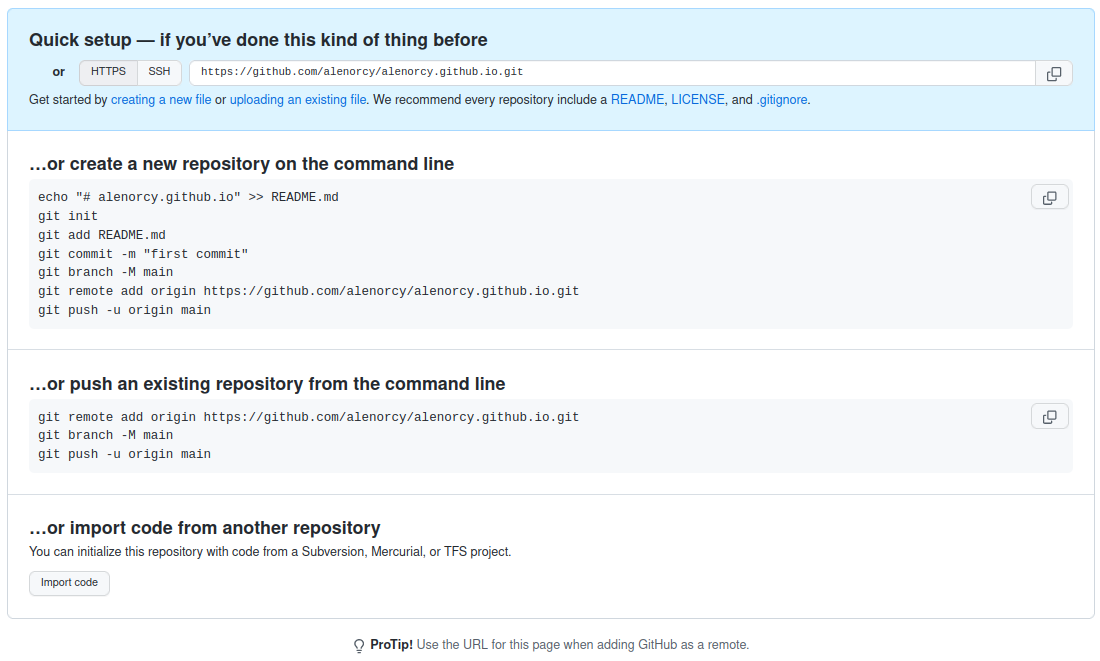 Quick setup — if you’ve done this kind of thing before
or HTTPS SSH https://github.com/alenorcy/alenorcy.github.io.git
Get started by creating a new file or uploading an existing file. We recommend every repository include a README, LICENSE, and .gitignore.
…or create a new repository on the command line
echo "# alenorcy.github.io" >> README.md
git init
git add README.md
git commit -m "first commit"
git branch -M main
git remote add origin https://github.com/alenorcy/alenorcy.github.io.git
git push -u origin main
…or push an existing repository from the command line
git remote add origin https://github.com/alenorcy/alenorcy.github.io.git
git branch -M main
git push -u origin main
…or import code from another repository
You can initialize this repository with code from a Subversion, Mercurial, or TFS project.
Import code
ProTip! Use the URL for this page when adding GitHub as a remote.